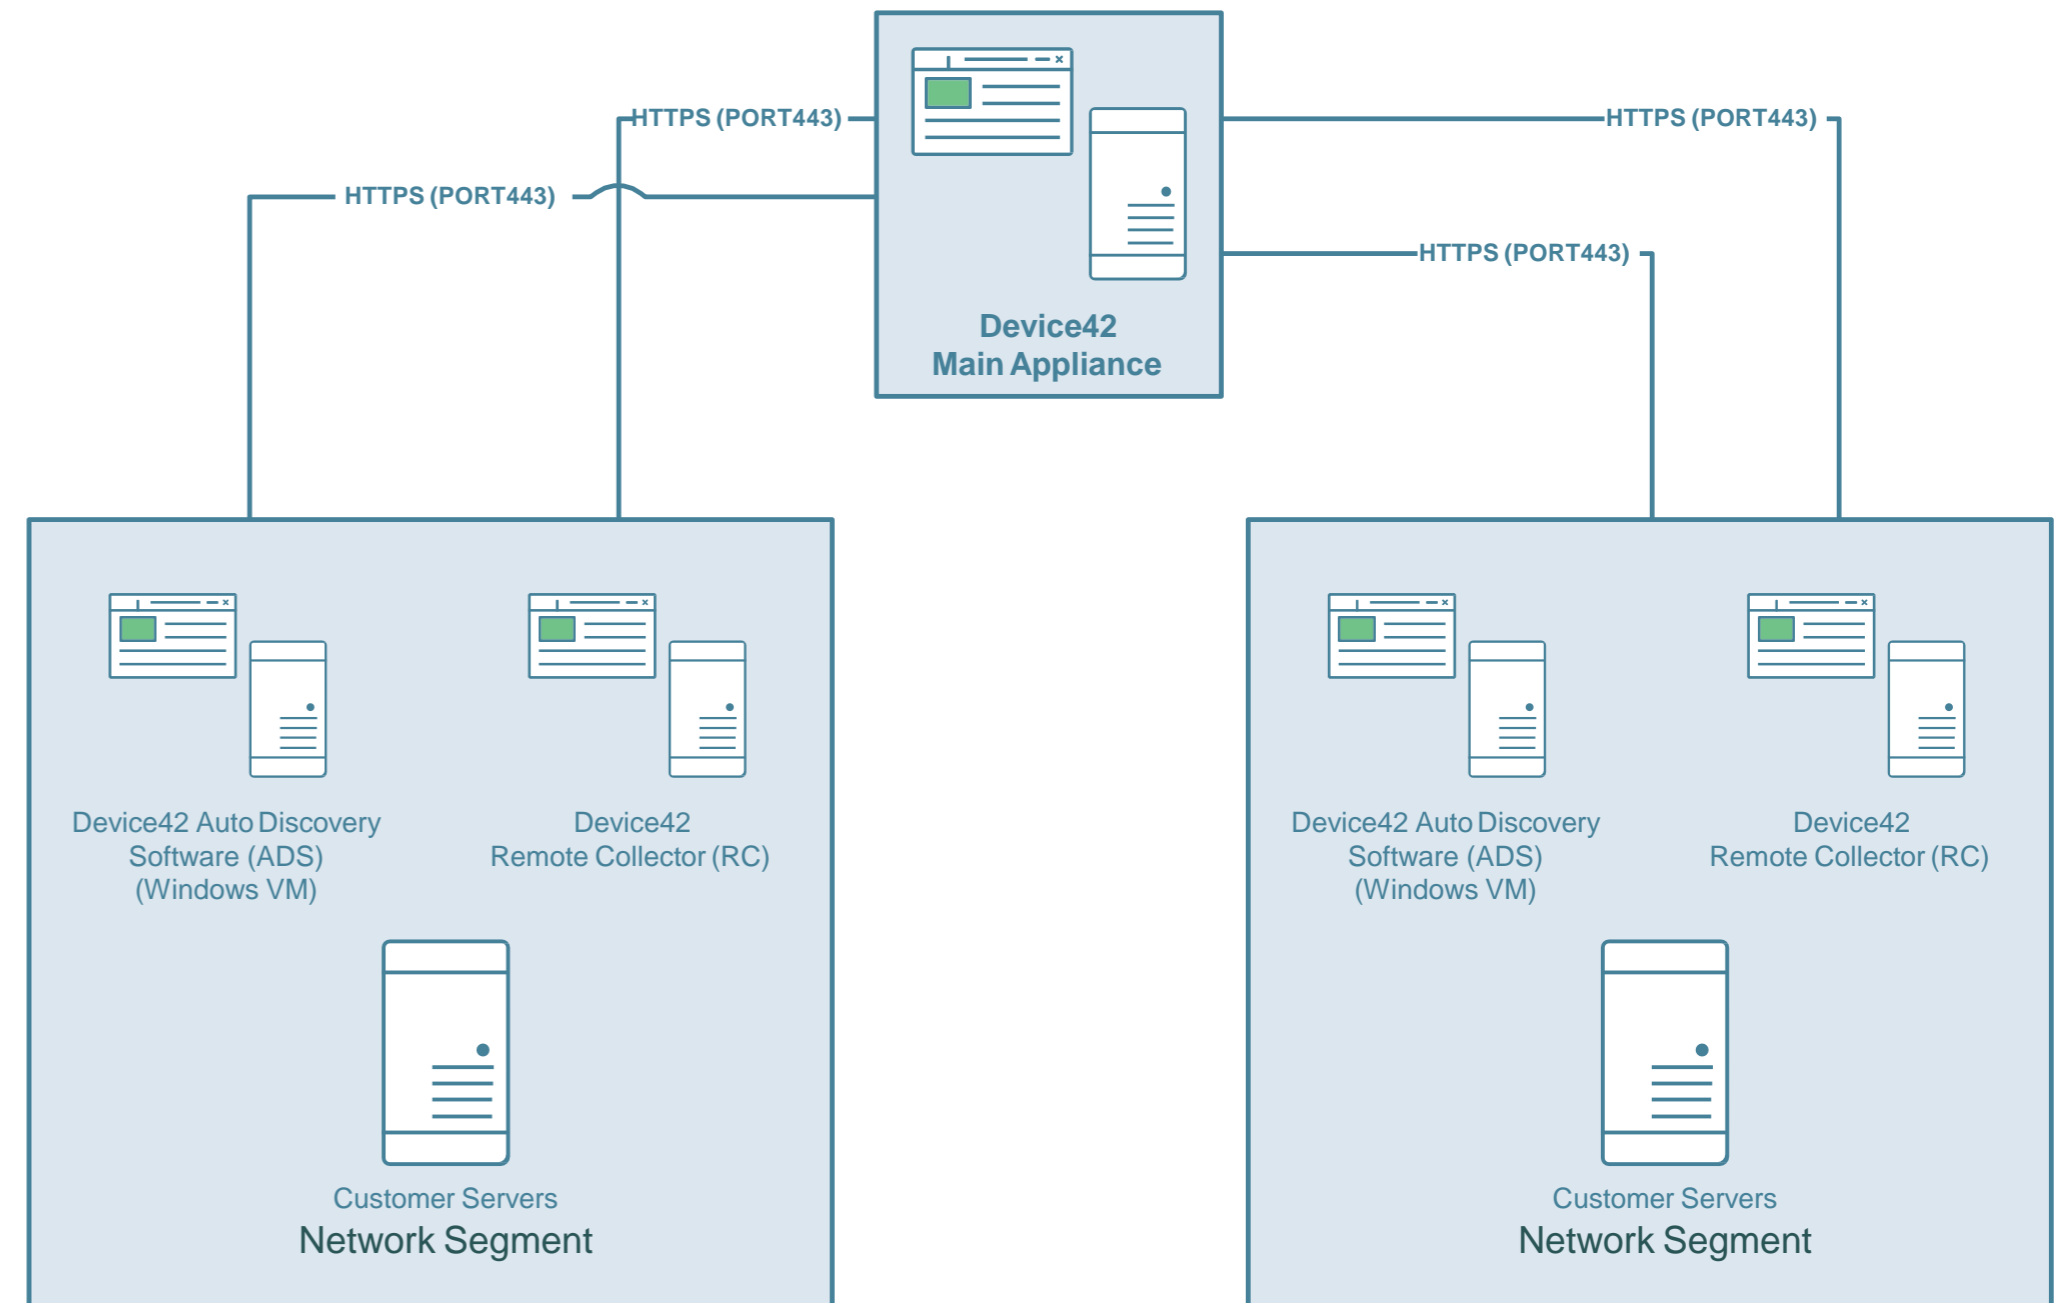 HTTPS (PORT443)
HTTPS (PORT443)
HTTPS (PORT443)
HTTPS (PORT443)
Device42
Main Appliance
Device42 Auto Discovery
Software (ADS)
(Windows VM)
Device42
Remote Collector (RC)
Customer Servers
Network Segment
Device42 Auto Discovery
Software (ADS)
(Windows VM)
Device42
Remote Collector (RC)
Customer Servers
Network Segment